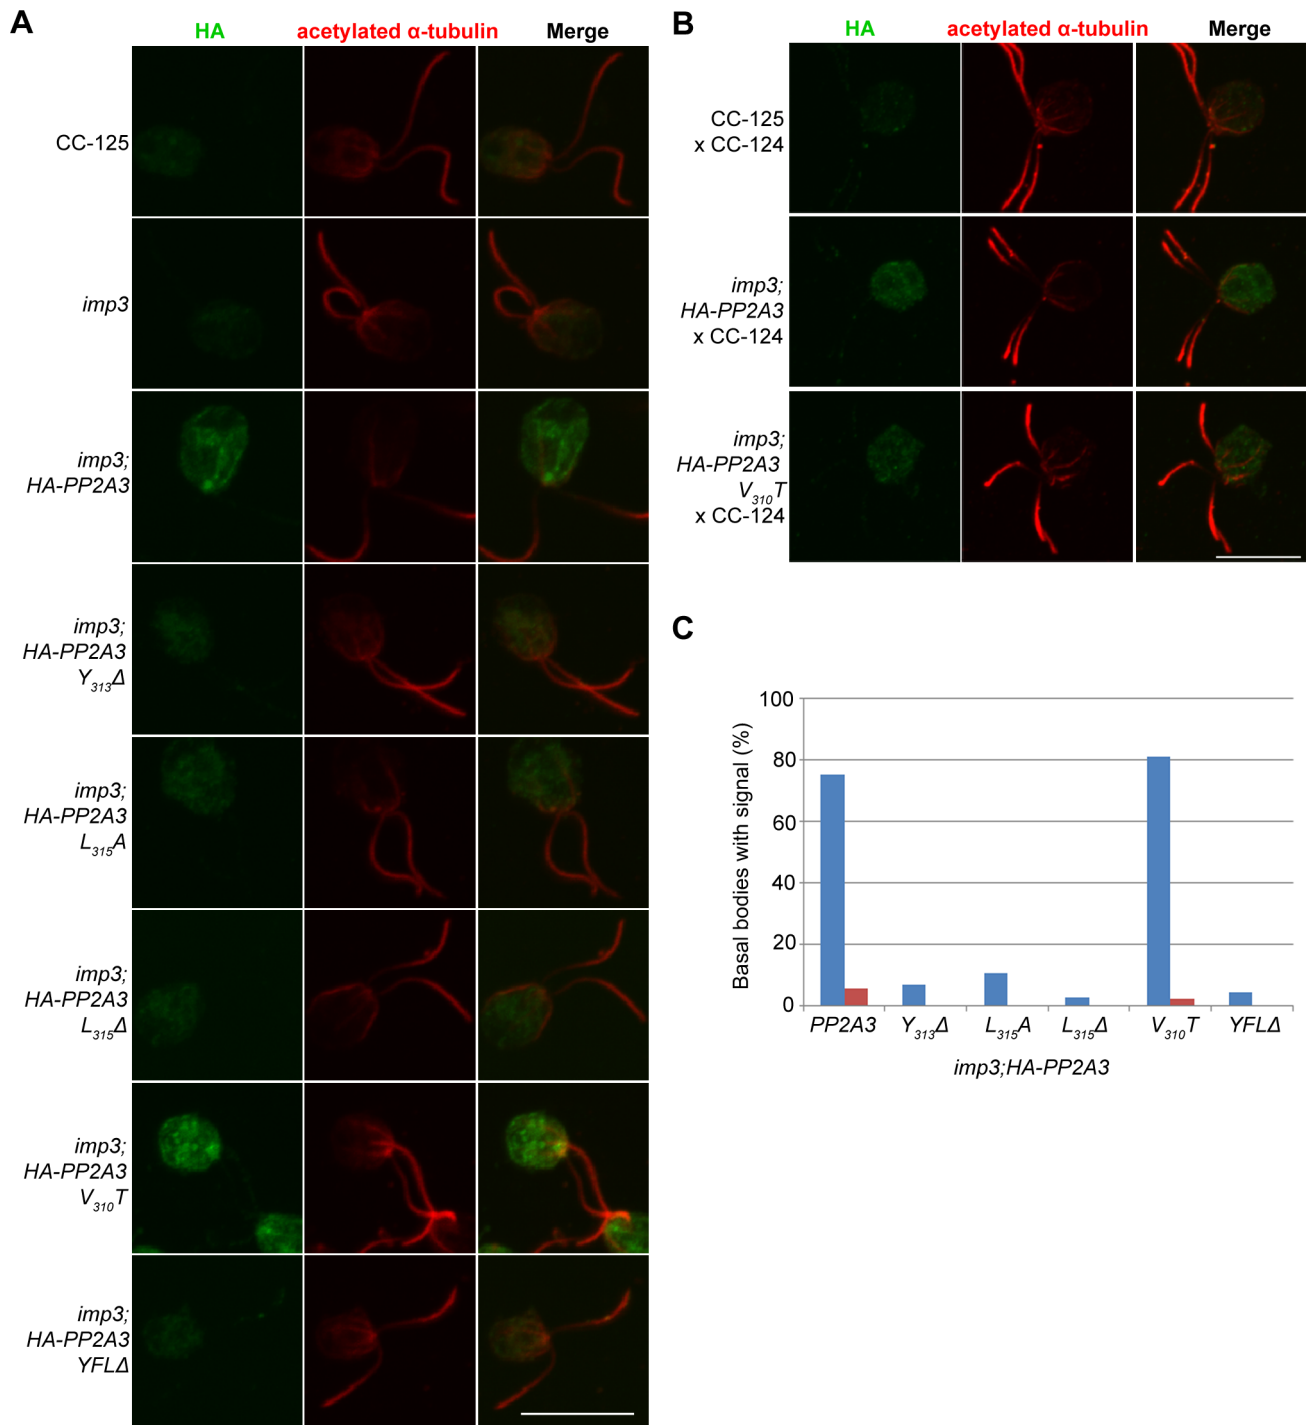 A
HA
acetylated α-tubulin
Merge
CC-125
imp3
imp3;
HA-PP2A3
imp3;
HA-PP2A3
Y313Δ
imp3;
HA-PP2A3
L315A
imp3;
HA-PP2A3
L315Δ
imp3;
HA-PP2A3
V310T
imp3;
HA-PP2A3
YFLΔ
B
HA
acetylated α-tubulin
Merge
CC-125
x CC-124
imp3;
HA-PP2A3
x CC-124
imp3;
HA-PP2A3
V310T
x CC-124
C
Basal bodies with signal (%)
100
80
60
40
20
0
PP2A3
Y313Δ
L315A
L315Δ
V310T
YFLΔ
imp3;HA-PP2A3